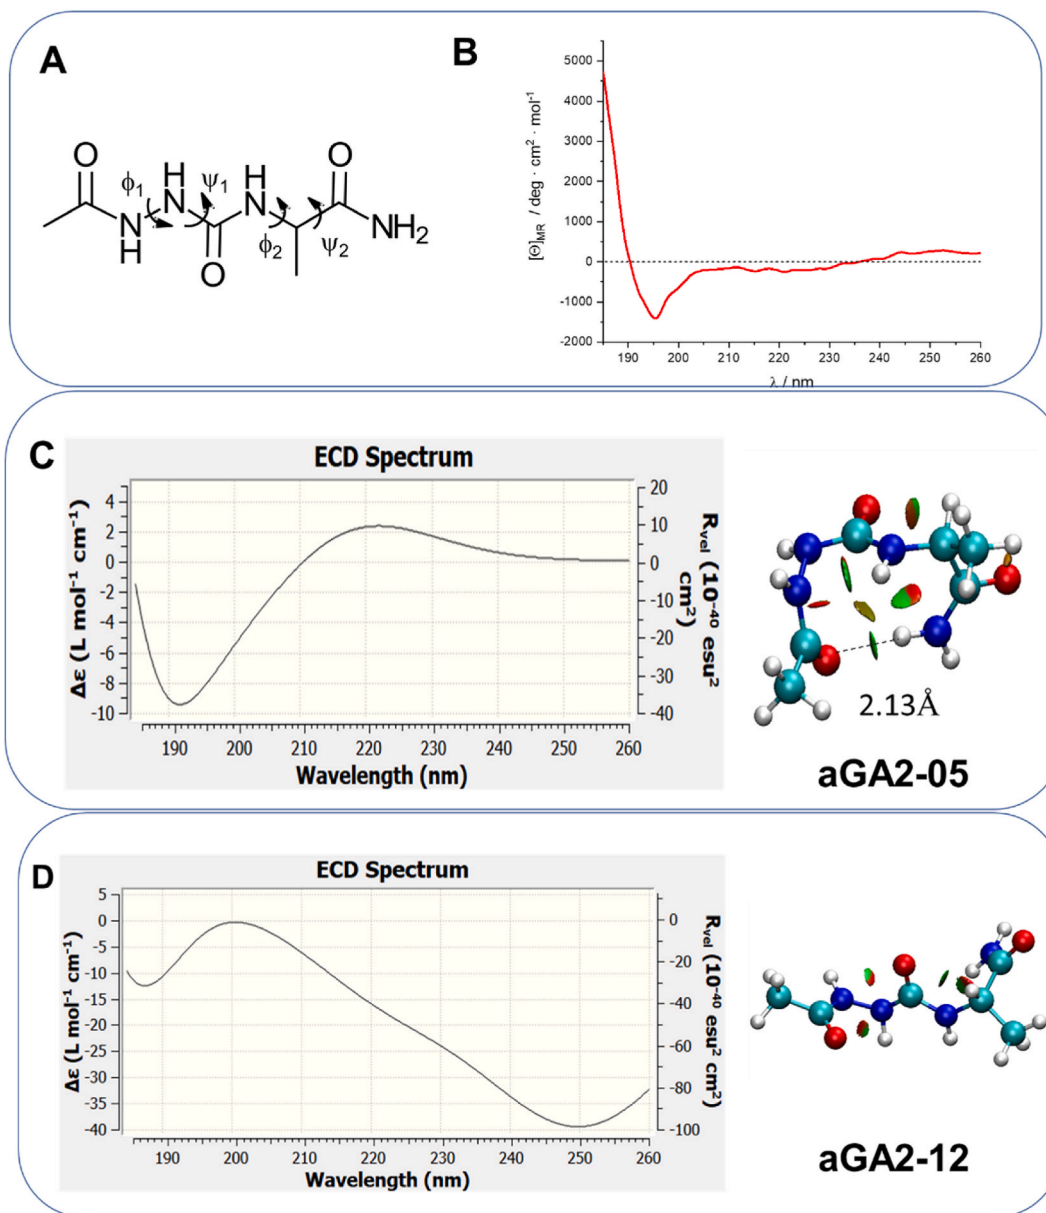 A
O
H
N
ϕ₁
ψ₁
H
N
O
N
H
O
ϕ₂
ψ₂
NH₂
B
[Θ]MR / deg · cm² · mol⁻¹
5000
4000
3000
2000
1000
0
-1000
-2000
190 200 210 220 230 240 250 260
λ / nm
C
ECD Spectrum
Δε (L mol⁻¹ cm⁻¹)
4
2
0
-2
-4
-6
-8
-10
20
10
0
-10
-20
-30
-40
Rvel (10⁻⁴⁰ esu²
cm²)
190 200 210 220 230 240 250 260
Wavelength (nm)
2.13Å
aGA2-05
D
ECD Spectrum
Δε (L mol⁻¹ cm⁻¹)
5
0
-5
-10
-15
-20
-25
-30
-35
-40
0
-20
-40
-60
-80
-100
Rvel (10⁻⁴⁰ esu² cm²)
190 200 210 220 230 240 250 260
Wavelength (nm)
aGA2-12